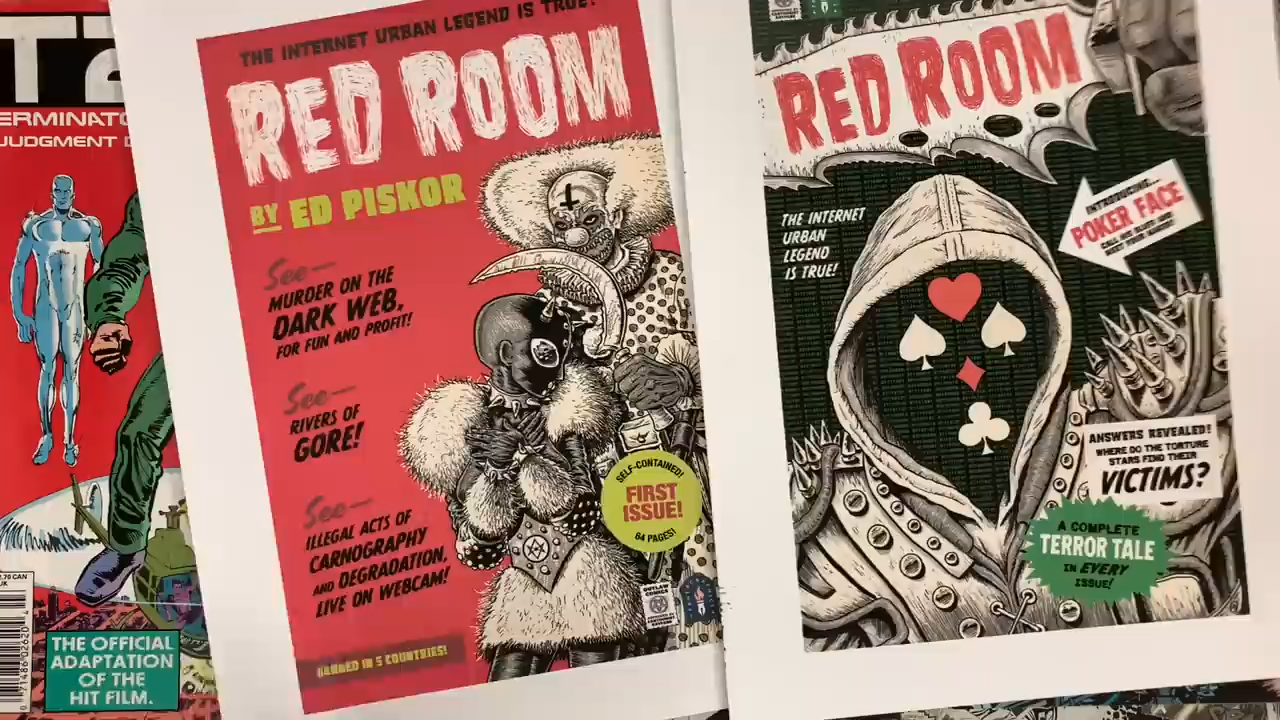 TE
ERMINATO
JUDGMENT D
THE OFFICIAL
ADAPTATION
OF THE
HIT FILM.
THE INTERNET URBAN LEGEND IS TRUE!
RED ROOM
BY ED PISKOR
See—
MURDER ON THE
DARK WEB,
FOR FUN AND PROFIT!
See—
RIVERS OF
GORE!
See—
ILLEGAL ACTS OF
CARNOGRAPHY
AND DEGRADATION,
LIVE ON WEBCAM!
BANNED IN 5 COUNTRIES!
SELF-CONTAINED!
FIRST
ISSUE!
64 PAGES!
RED ROOM
THE INTERNET
URBAN
LEGEND
IS TRUE!
INTRODUCING...
POKER FACE
ANSWERS REVEALED!
WHERE DO THE TORTURE
STARS FIND THEIR
VICTIMS?
A COMPLETE
TERROR TALE
IN EVERY
ISSUE!